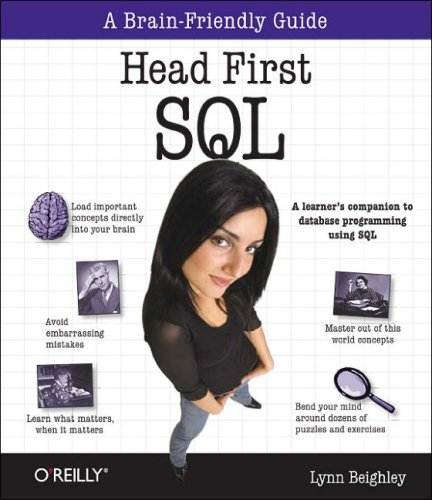 A Brain-Friendly Guide
Head First
SQL
Load important
concepts directly
into your brain
A learner's companion to
database programming
using SQL
Avoid
embarrassing
mistakes
Master out of this
world concepts
Learn what matters,
when it matters
Bend your mind
around dozens of
puzzles and exercises
O'REILLY®
Lynn Beighley